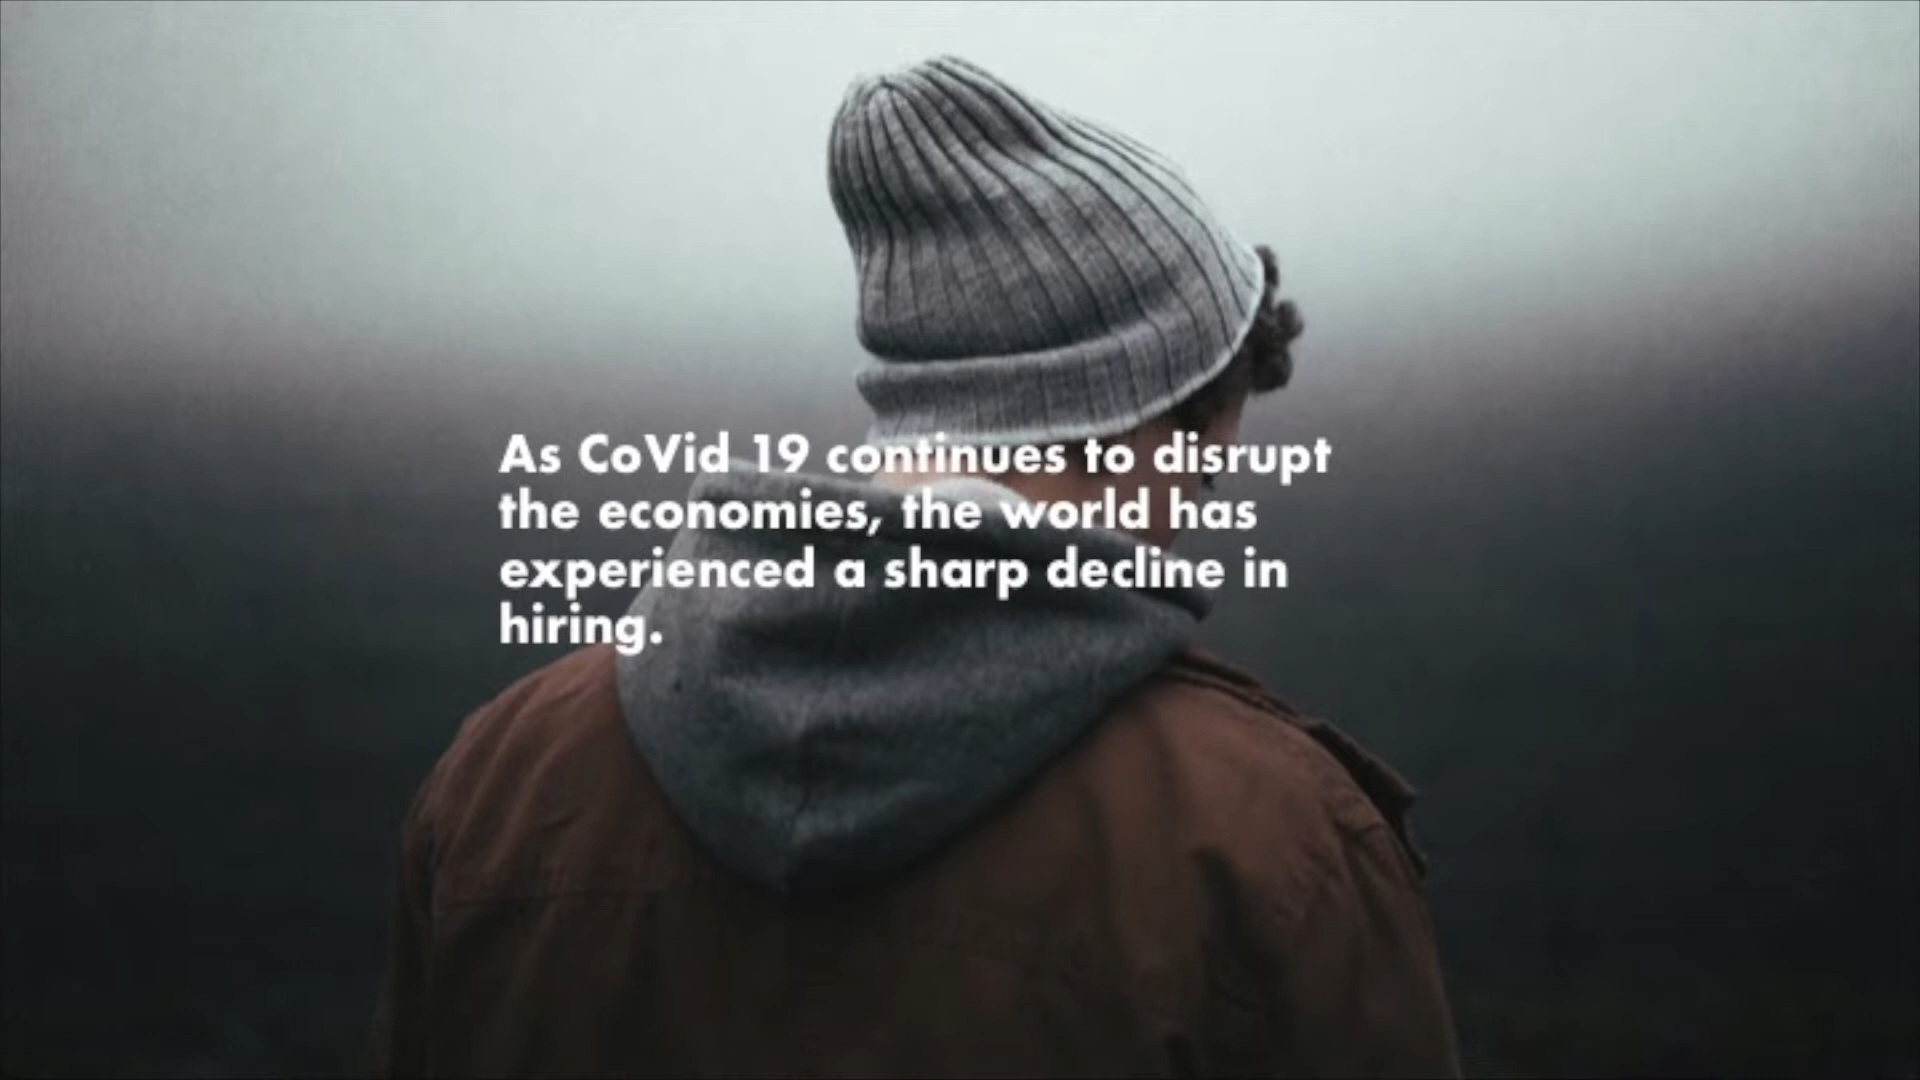 As CoVid 19 continues to disrupt
the economies, the world has
experienced a sharp decline in
hiring.